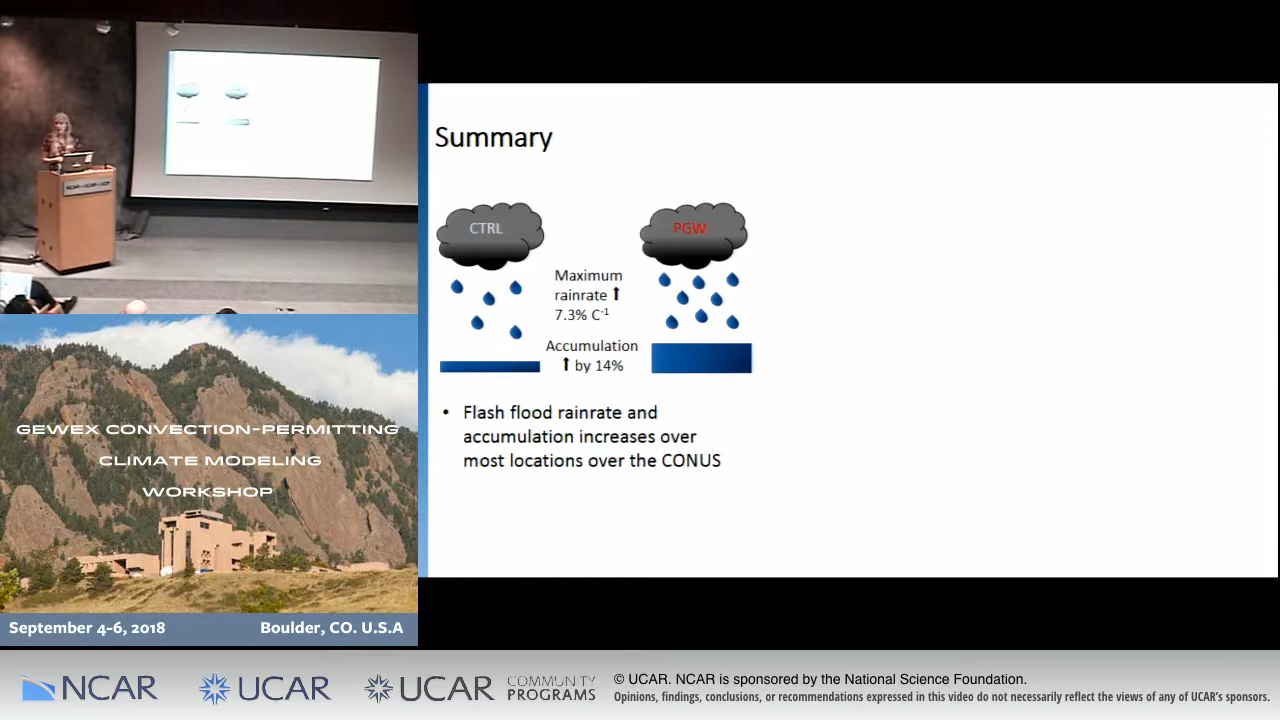 Summary
CTRL
PGW
Maximum
rainrate ⬆
7.3% C⁻¹
Accumulation
⬆ by 14%
• Flash flood rainrate and
accumulation increases over
most locations over the CONUS
NCAR-UCAR-UCP
GEWEX CONVECTION-PERMITTING
CLIMATE MODELING
WORKSHOP
September 4-6, 2018
Boulder, CO. U.S.A
NCAR
UCAR
UCAR
COMMUNITY
PROGRAMS
© UCAR. NCAR is sponsored by the National Science Foundation.
Opinions, findings, conclusions, or recommendations expressed in this video do not necessarily reflect the views of any of UCAR's sponsors.